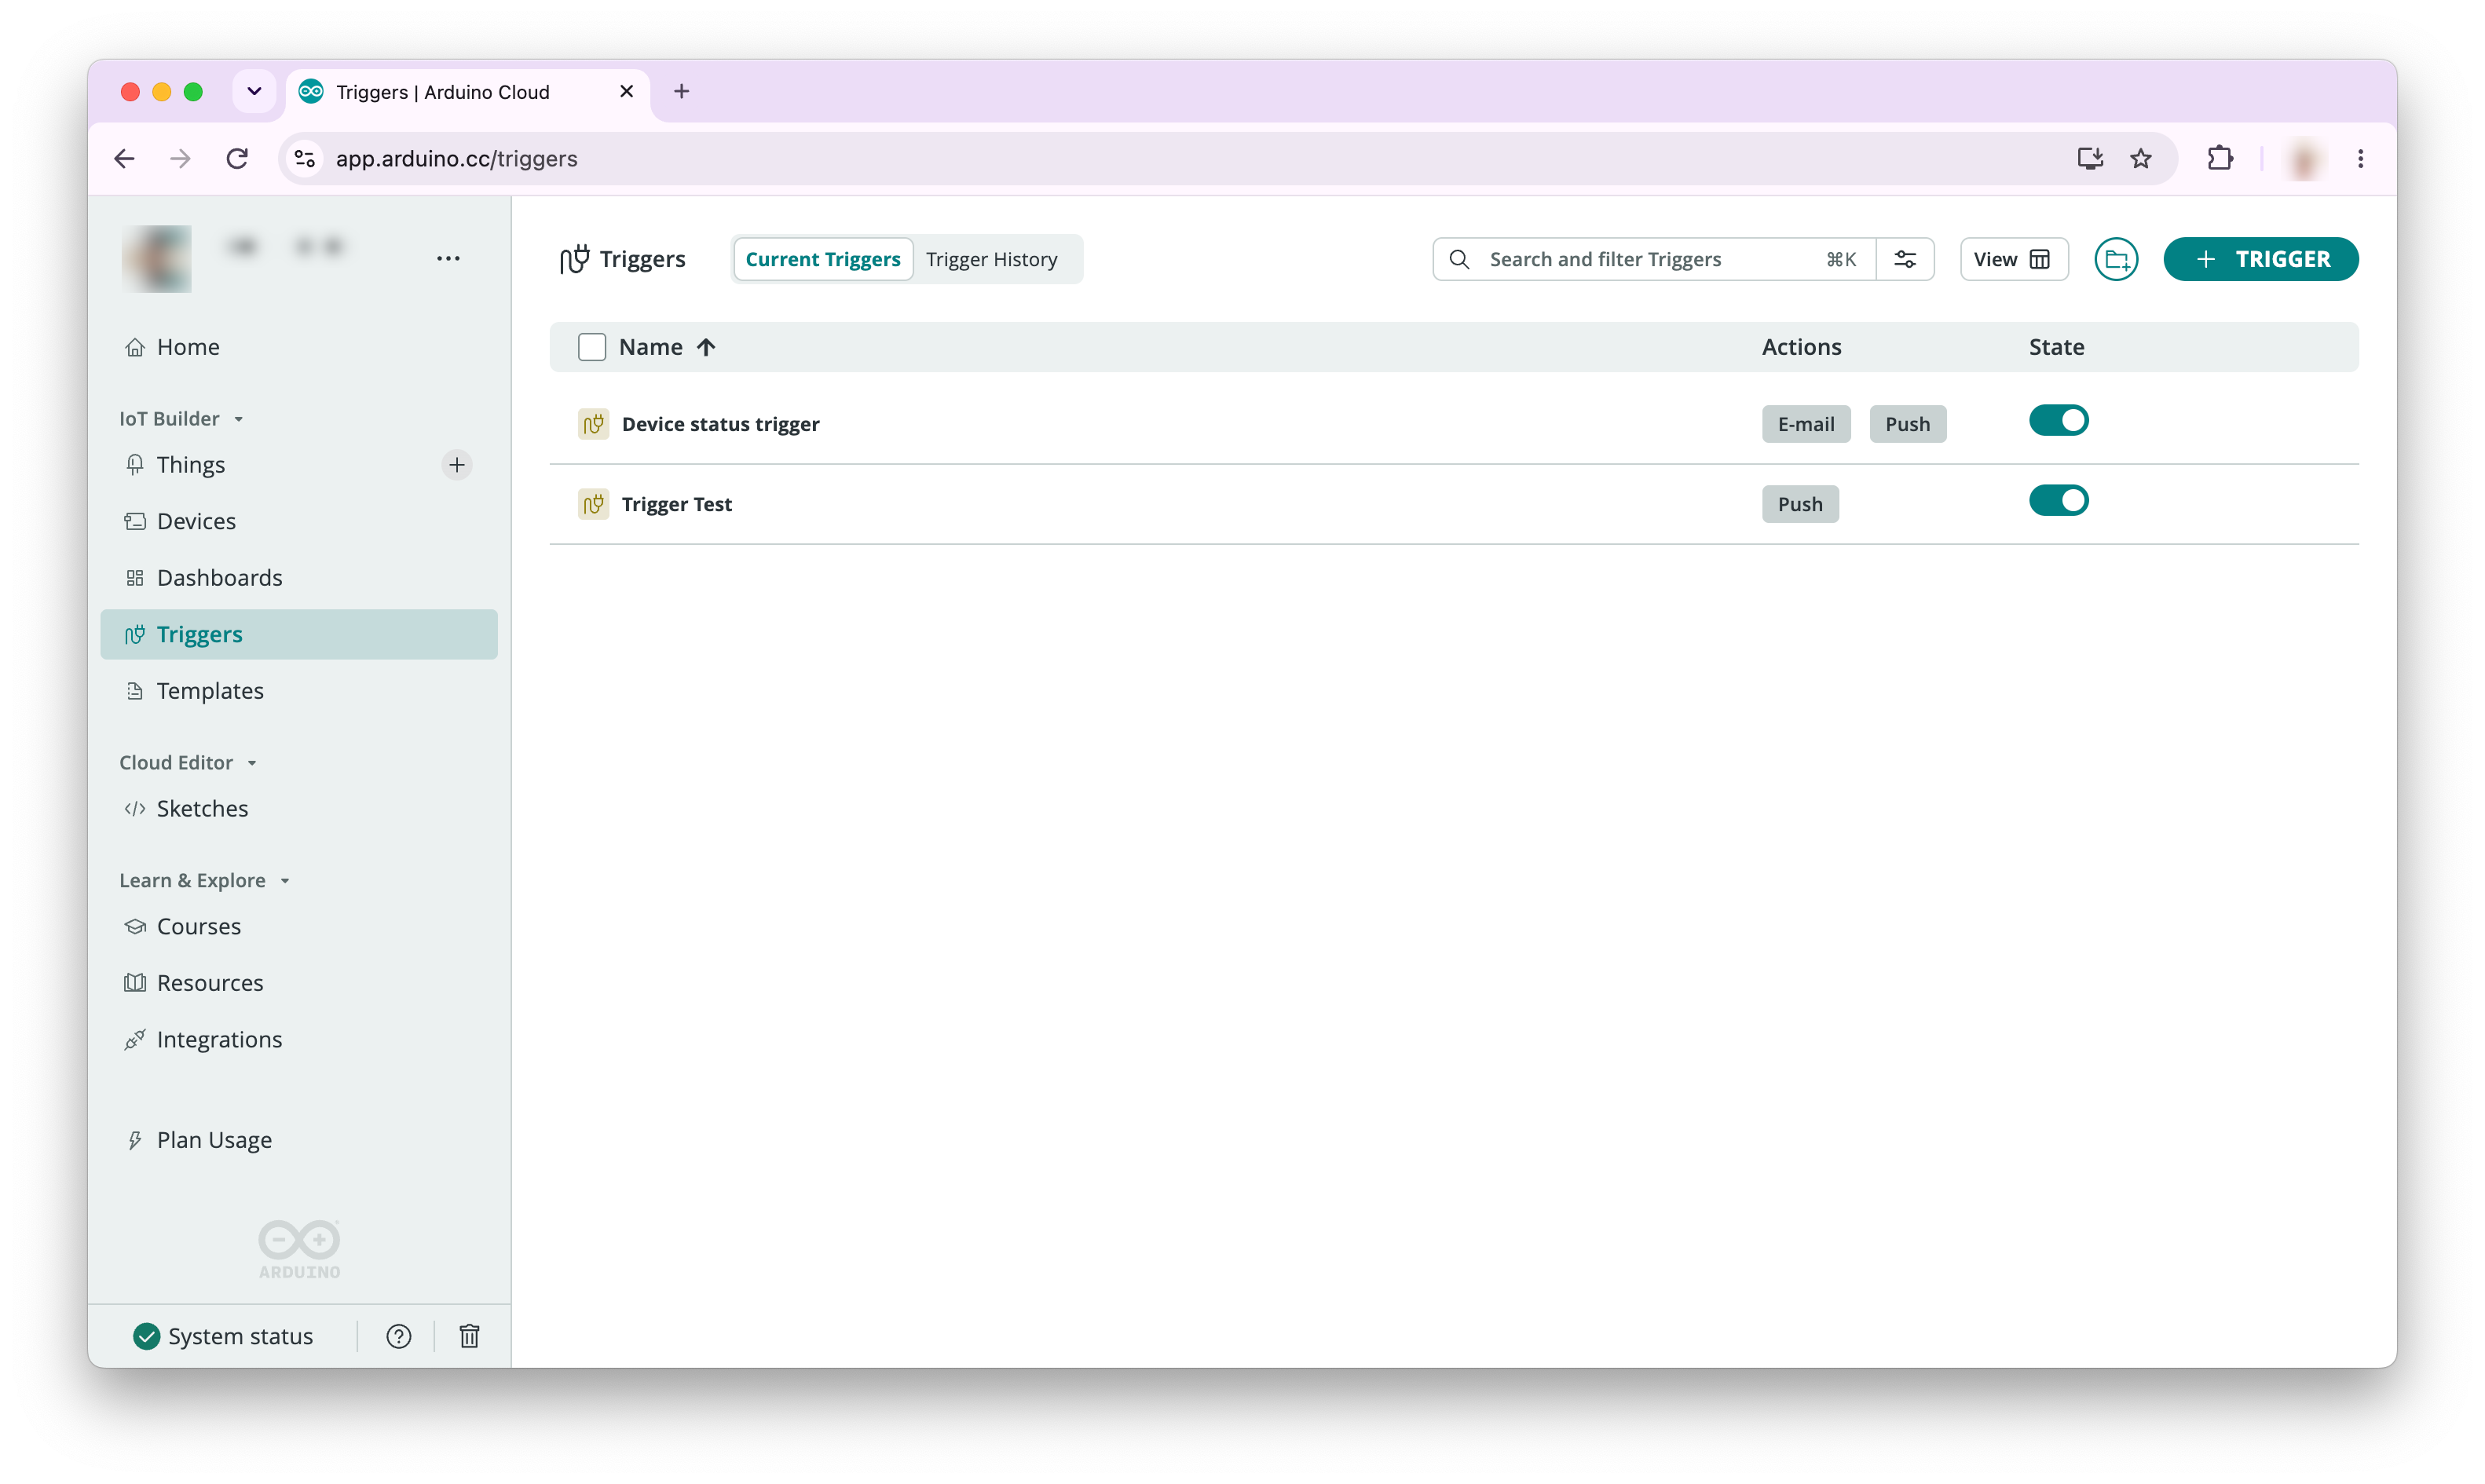 Triggers | Arduino Cloud
app.arduino.cc/triggers
Home
IoT Builder
Things
Devices
Dashboards
Triggers
Templates
Cloud Editor
Sketches
Learn & Explore
Courses
Resources
Integrations
Plan Usage
ARDUINO
System status
Triggers
Current Triggers
Trigger History
Search and filter Triggers ⌘K
View
+ TRIGGER
Name Actions State
Device status trigger E-mail Push
Trigger Test Push